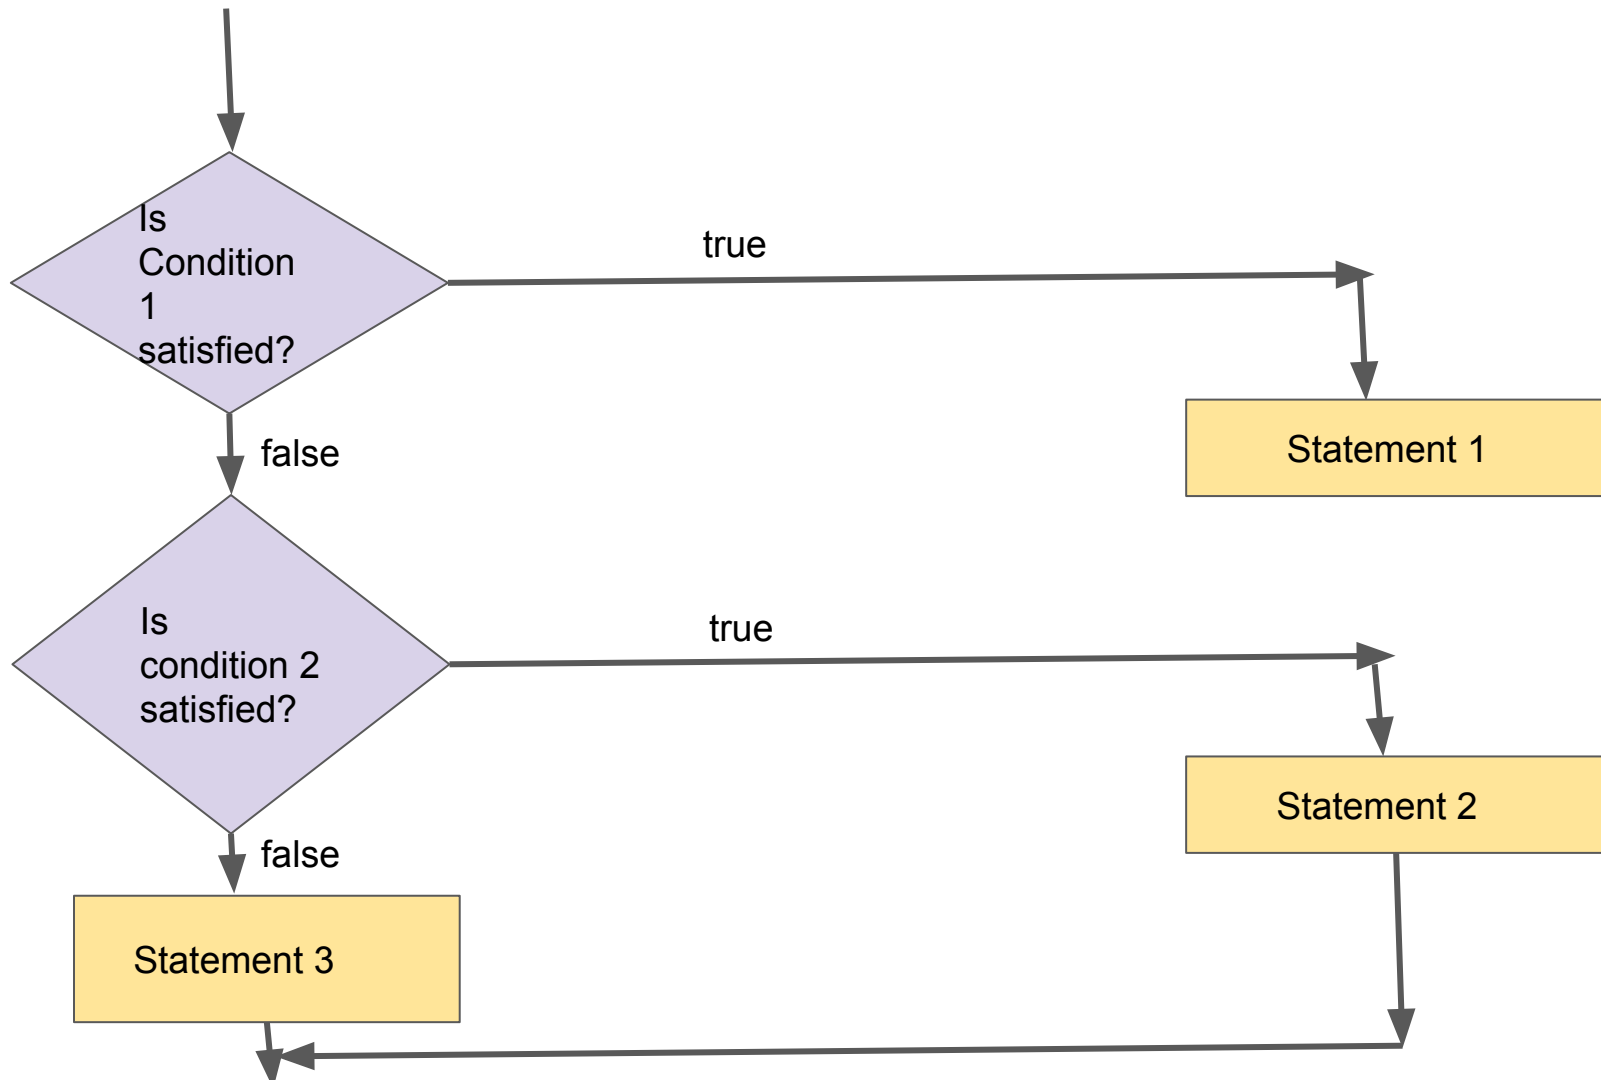 Is
Condition
1
satisfied?
true
false
Statement 1
Is
condition 2
satisfied?
true
false
Statement 2
Statement 3